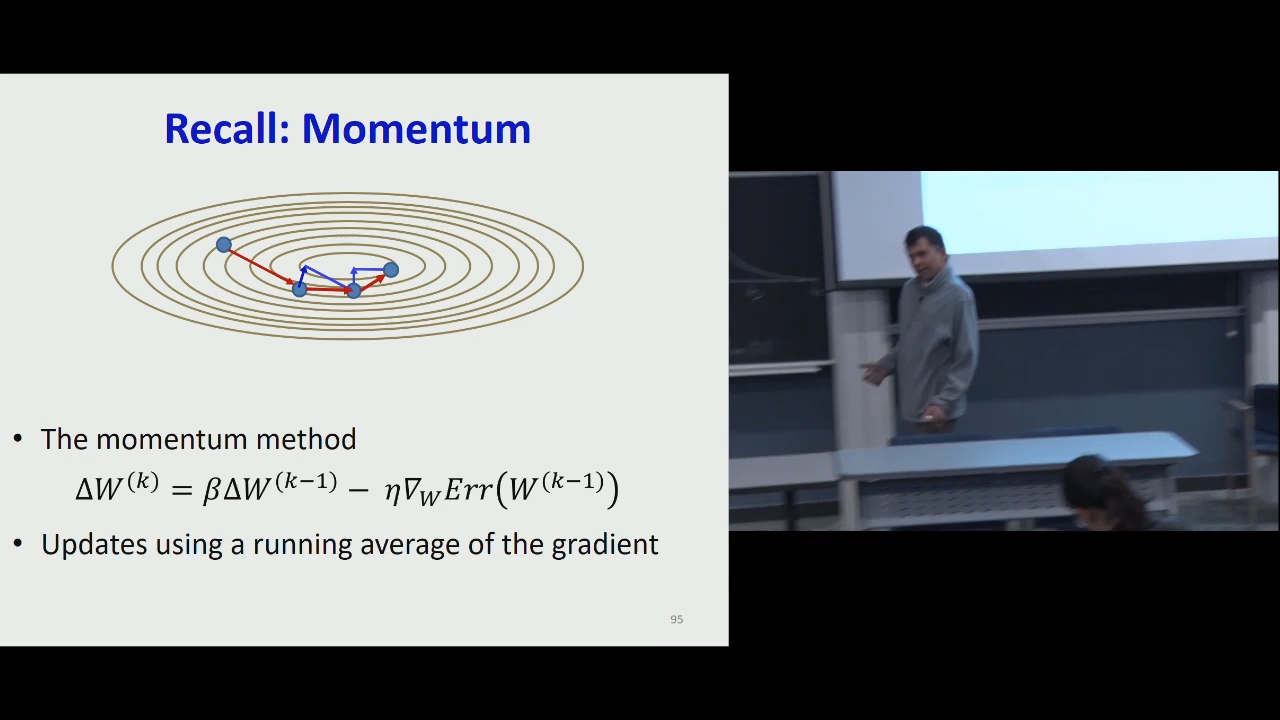 Recall: Momentum
• The momentum method
ΔW^(k) = βΔW^(k−1) − η∇_W Err(W^(k−1))
• Updates using a running average of the gradient
95